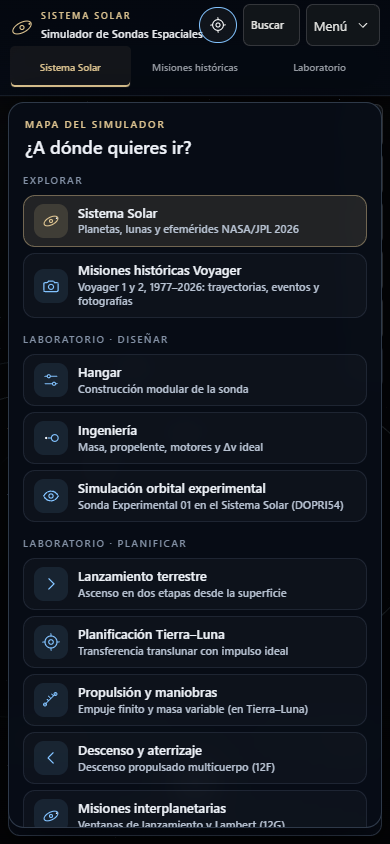 SISTEMA SOLAR
Simulador de Sondas Espaciales
Buscar
Menú
Sistema Solar
Misiones históricas
Laboratorio
MAPA DEL SIMULADOR
¿A dónde quieres ir?
EXPLORAR
Sistema Solar
Planetas, lunas y efemérides NASA/JPL 2026
Misiones históricas Voyager
Voyager 1 y 2, 1977–2026: trayectorias, eventos y
fotografías
LABORATORIO · DISEÑAR
Hangar
Construcción modular de la sonda
Ingeniería
Masa, propelente, motores y Δv ideal
Simulación orbital experimental
Sonda Experimental 01 en el Sistema Solar (DOPRI54)
LABORATORIO · PLANIFICAR
Lanzamiento terrestre
Ascenso en dos etapas desde la superficie
Planificación Tierra–Luna
Transferencia translunar con impulso ideal
Propulsión y maniobras
Empuje finito y masa variable (en Tierra–Luna)
Descenso y aterrizaje
Descenso propulsado multicuerpo (12F)
Misiones interplanetarias
Ventanas de lanzamiento y Lambert (12G)